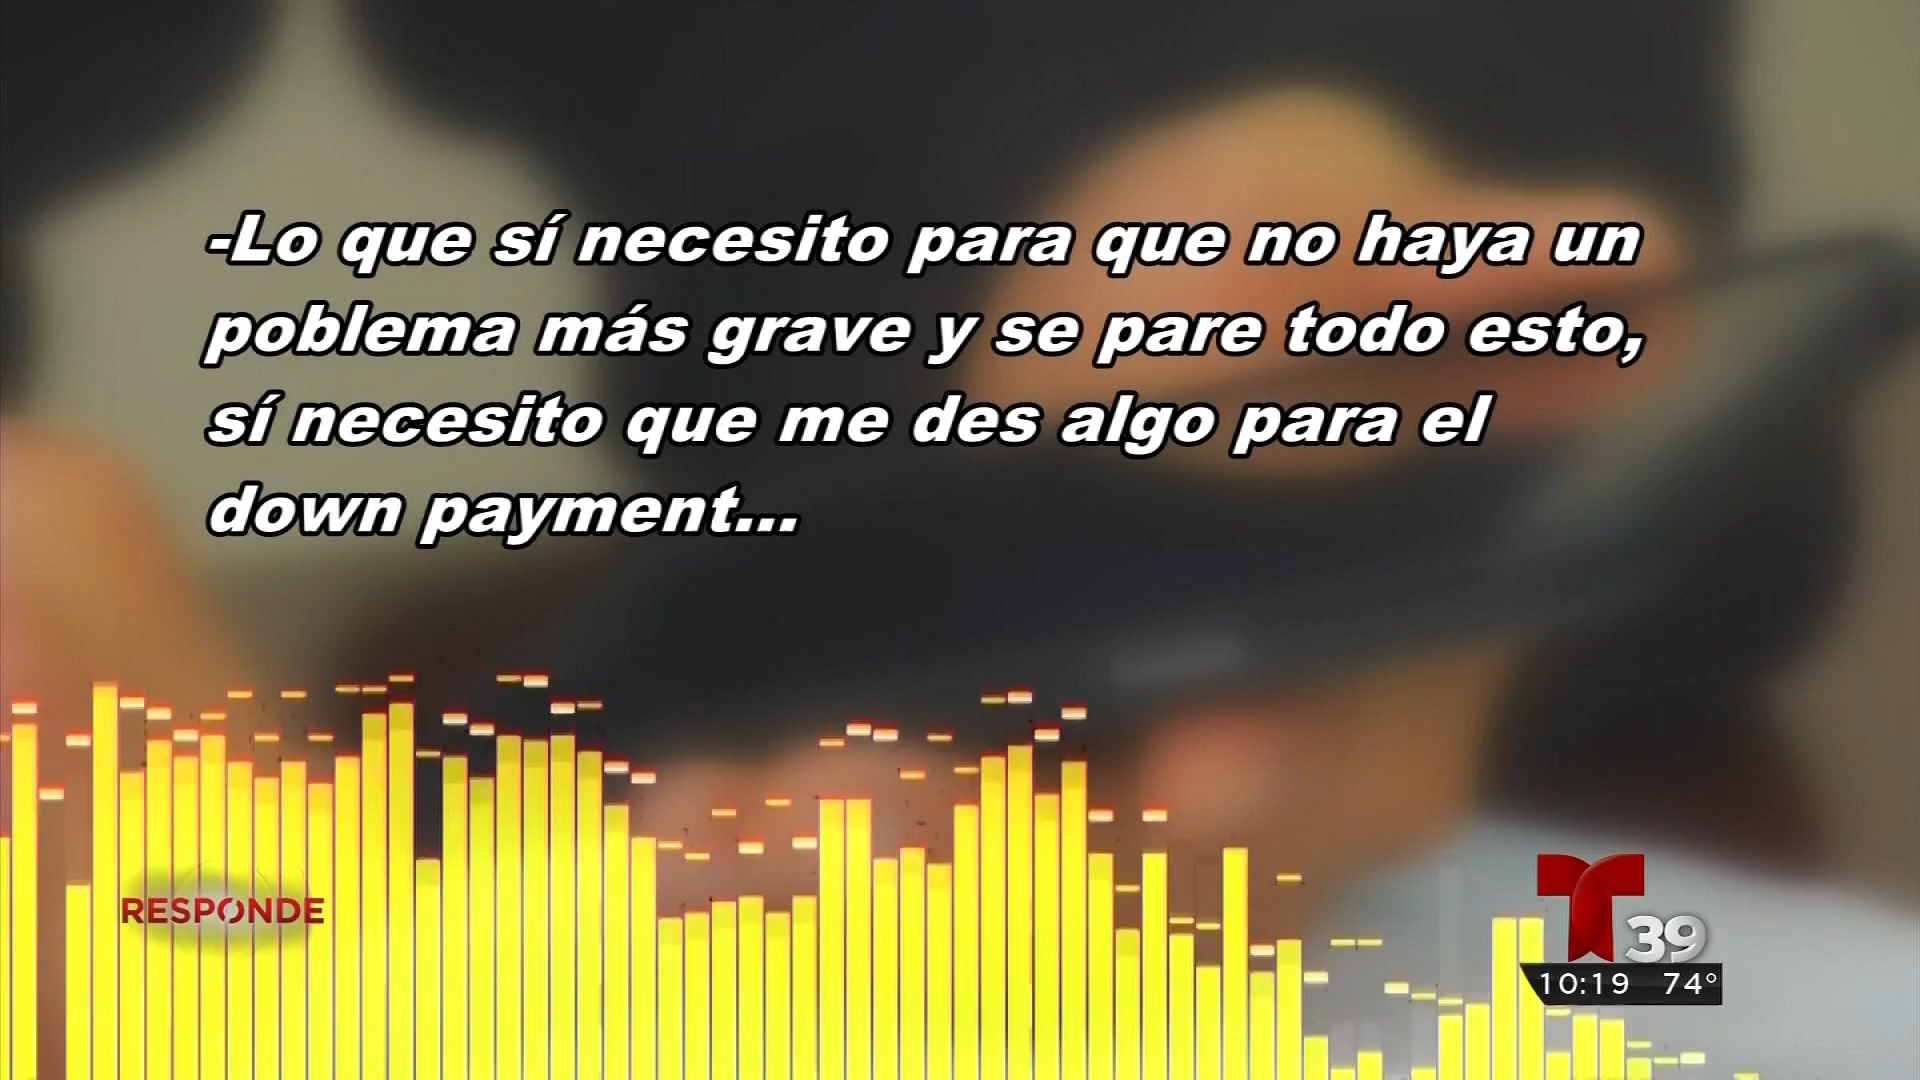 -Lo que sí necesito para que no haya un
poblema más grave y se pare todo esto,
sí necesito que me des algo para el
down payment...
RESPONDE
39
10:19 74°